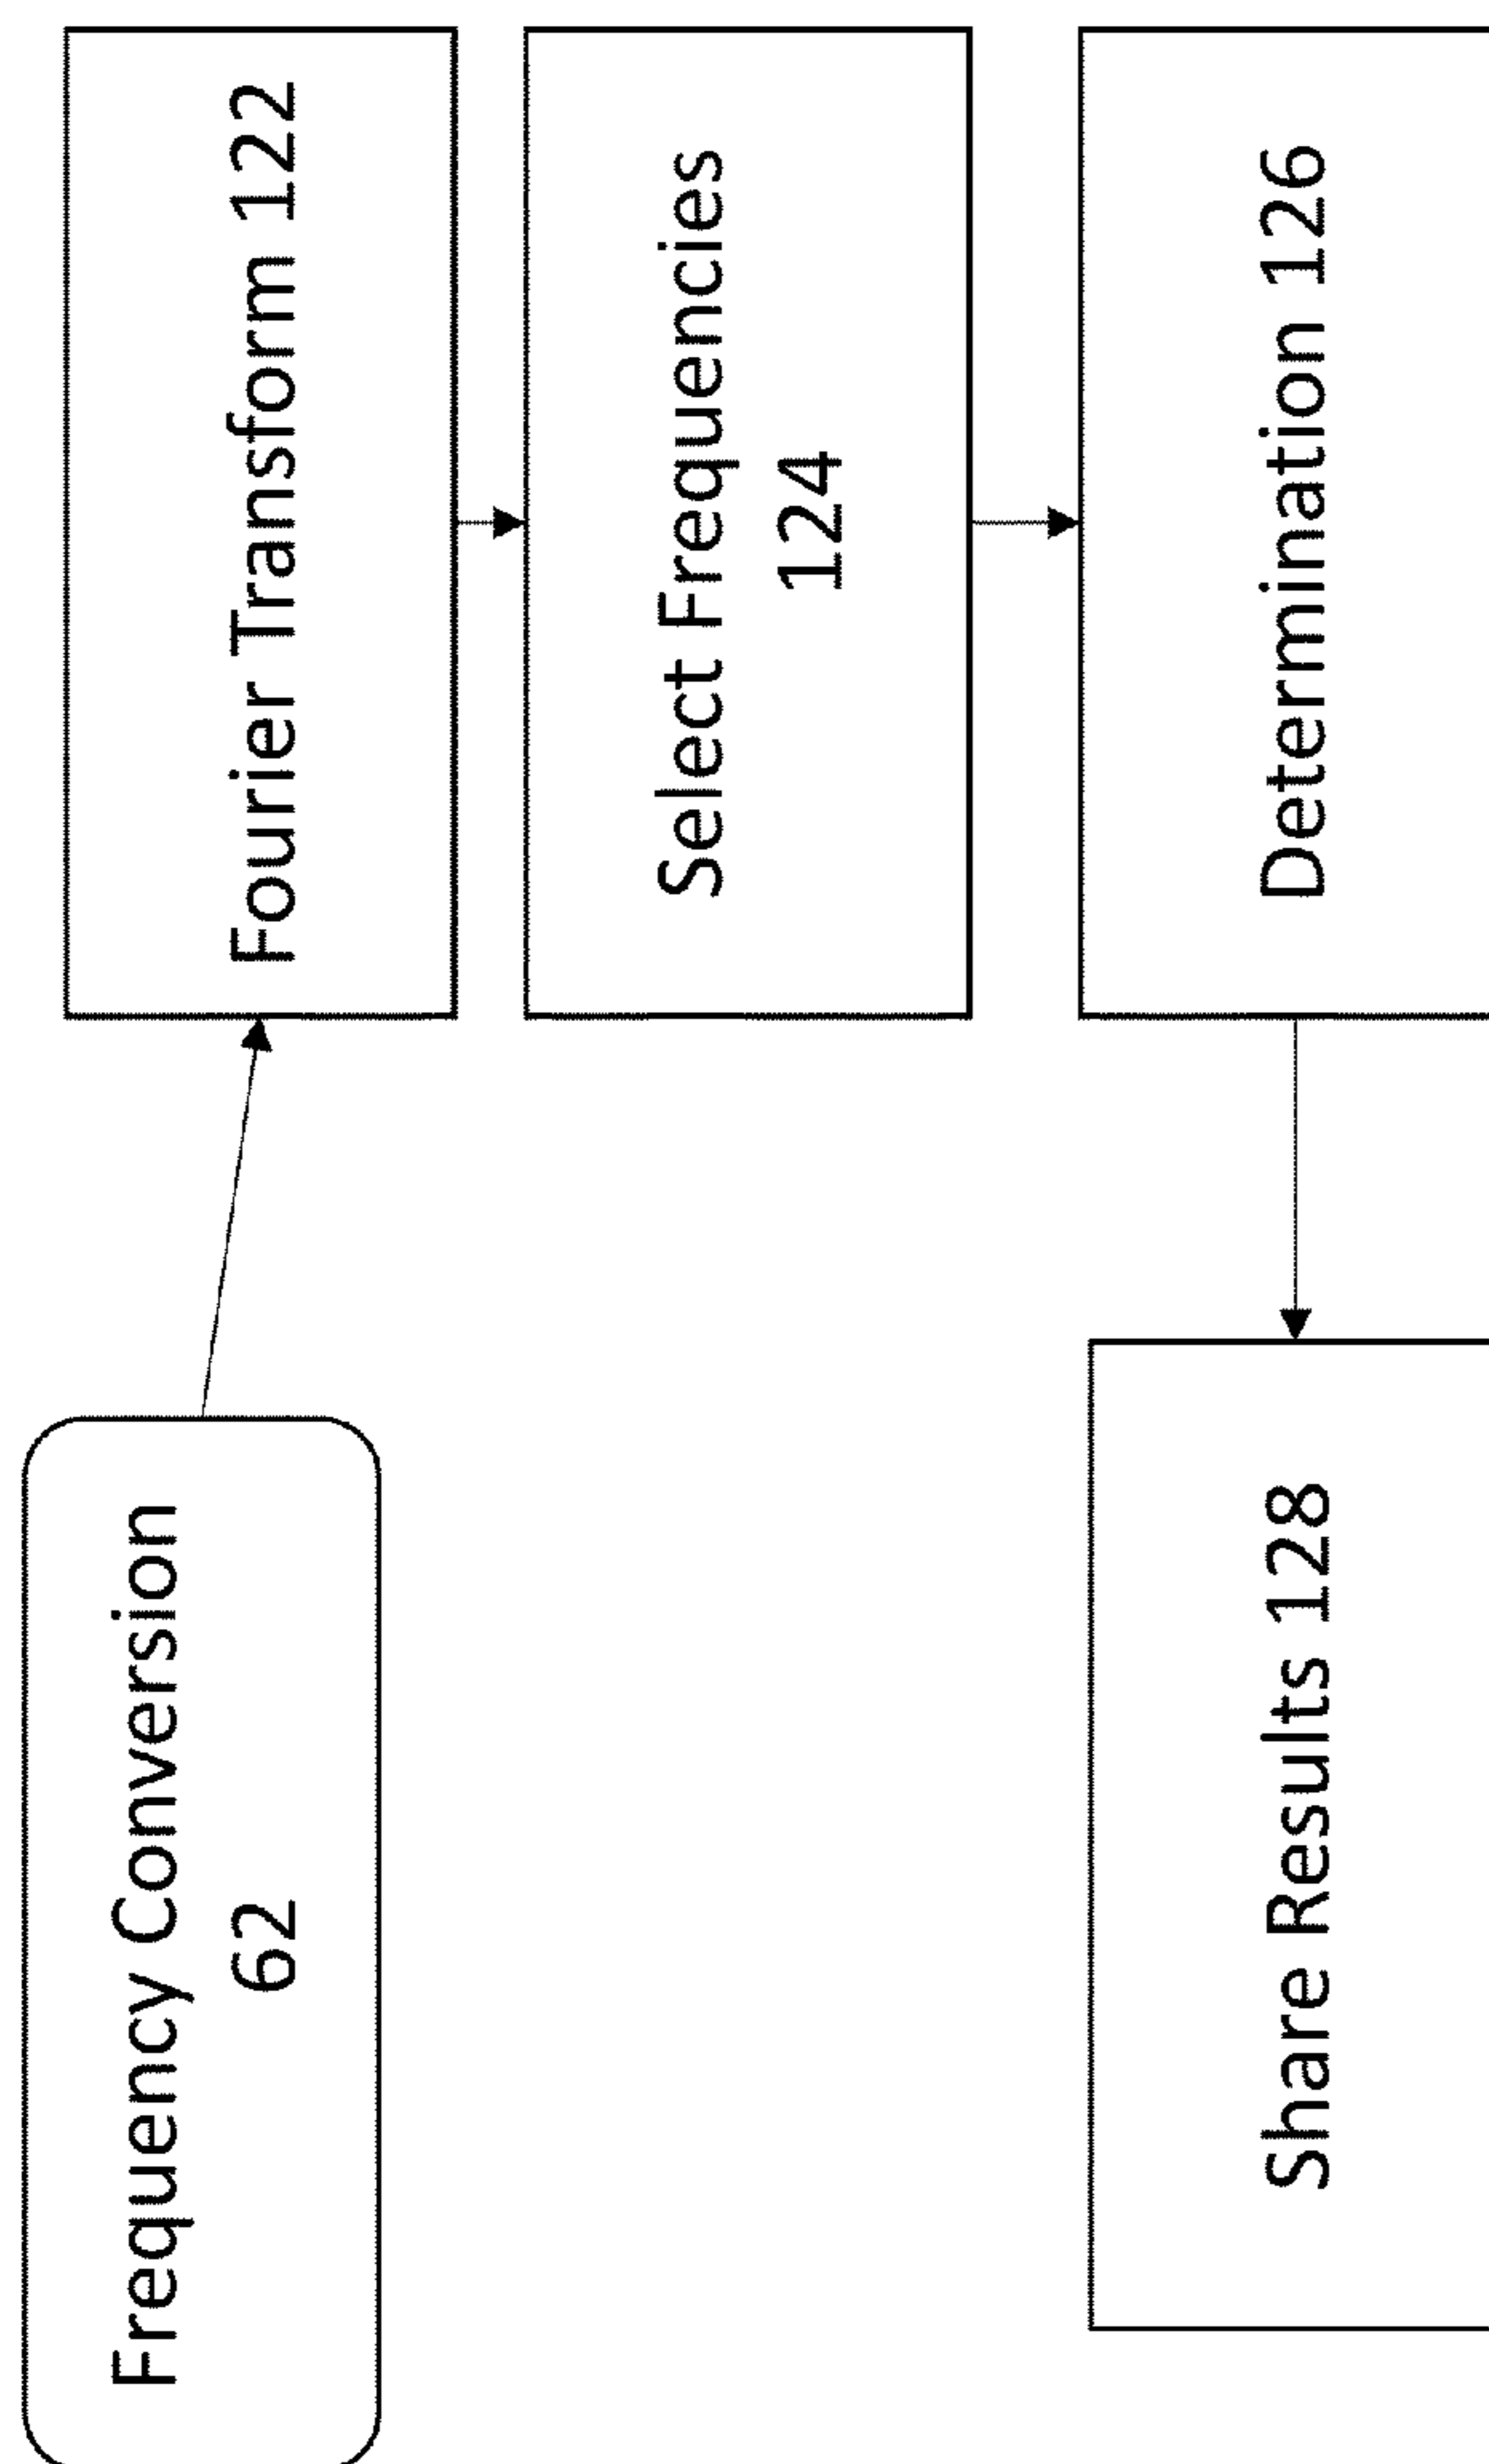 Frequency Conversion
62
Fourier Transform 122
Select Frequencies
124
Determination 126
Share Results 128